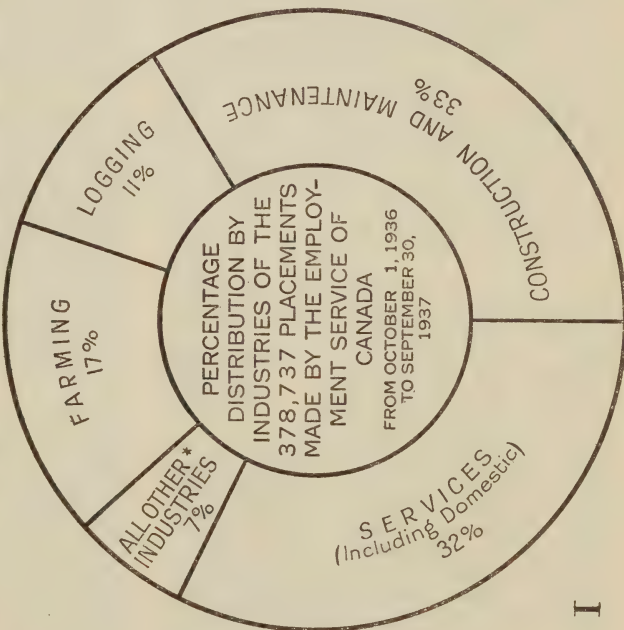 PERCENTAGE
DISTRIBUTION BY
INDUSTRIES OF THE
378,737 PLACEMENTS
MADE BY THE EMPLOY-
MENT SERVICE OF
CANADA
FROM OCTOBER 1, 1936
TO SEPTEMBER 30,
1937
LOGGING
11%
CONSTRUCTION AND MAINTENANCE
33%
SERVICES
(Including Domestic)
32%
ALL OTHER*
INDUSTRIES
7%
FARMING
17%
I